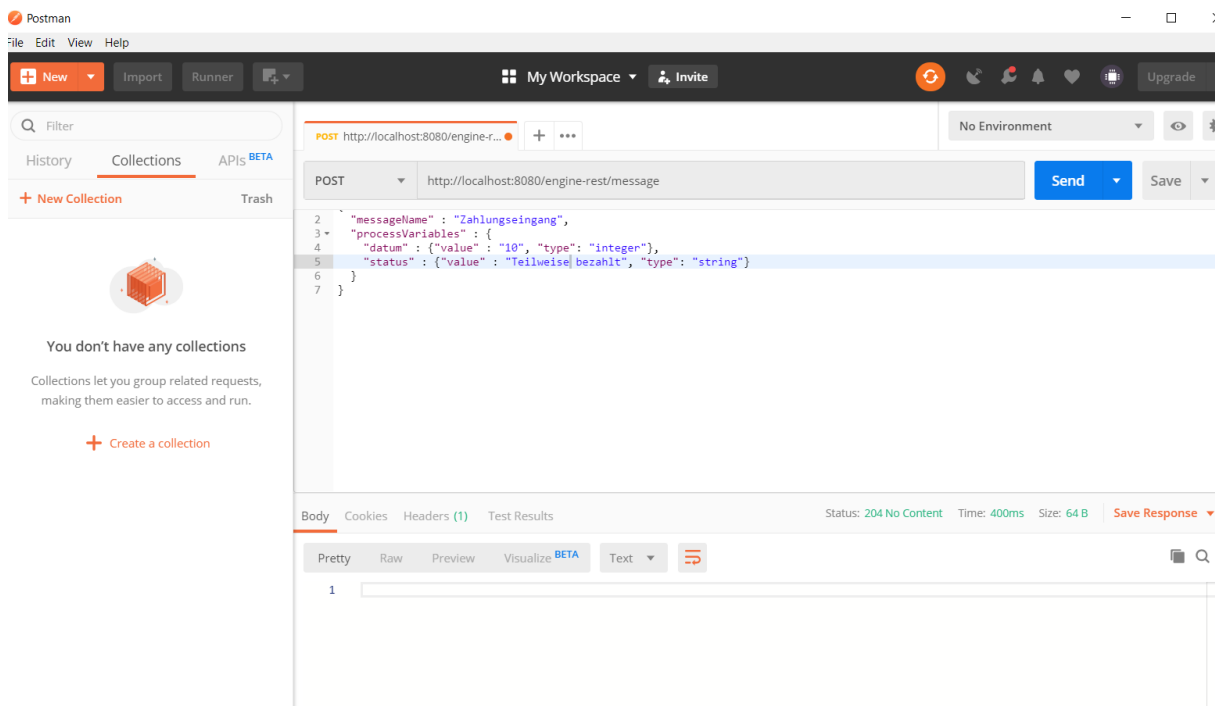 Postman
File Edit View Help
New Import Runner My Workspace Invite Upgrade
Filter
History Collections APIs BETA
New Collection Trash
You don't have any collections
Collections let you group related requests,
making them easier to access and run.
Create a collection
POST http://localhost:8080/engine-r...
No Environment
POST http://localhost:8080/engine-rest/message Send Save
2 "messageName" : "Zahlungseingang",
3 "processVariables" : {
4 "datum" : {"value" : "10", "type": "integer"},
5 "status" : {"value" : "Teilweise bezahlt", "type": "string"}
6 }
7 }
Body Cookies Headers (1) Test Results Status: 204 No Content Time: 400ms Size: 64 B Save Response
Pretty Raw Preview Visualize BETA Text
1